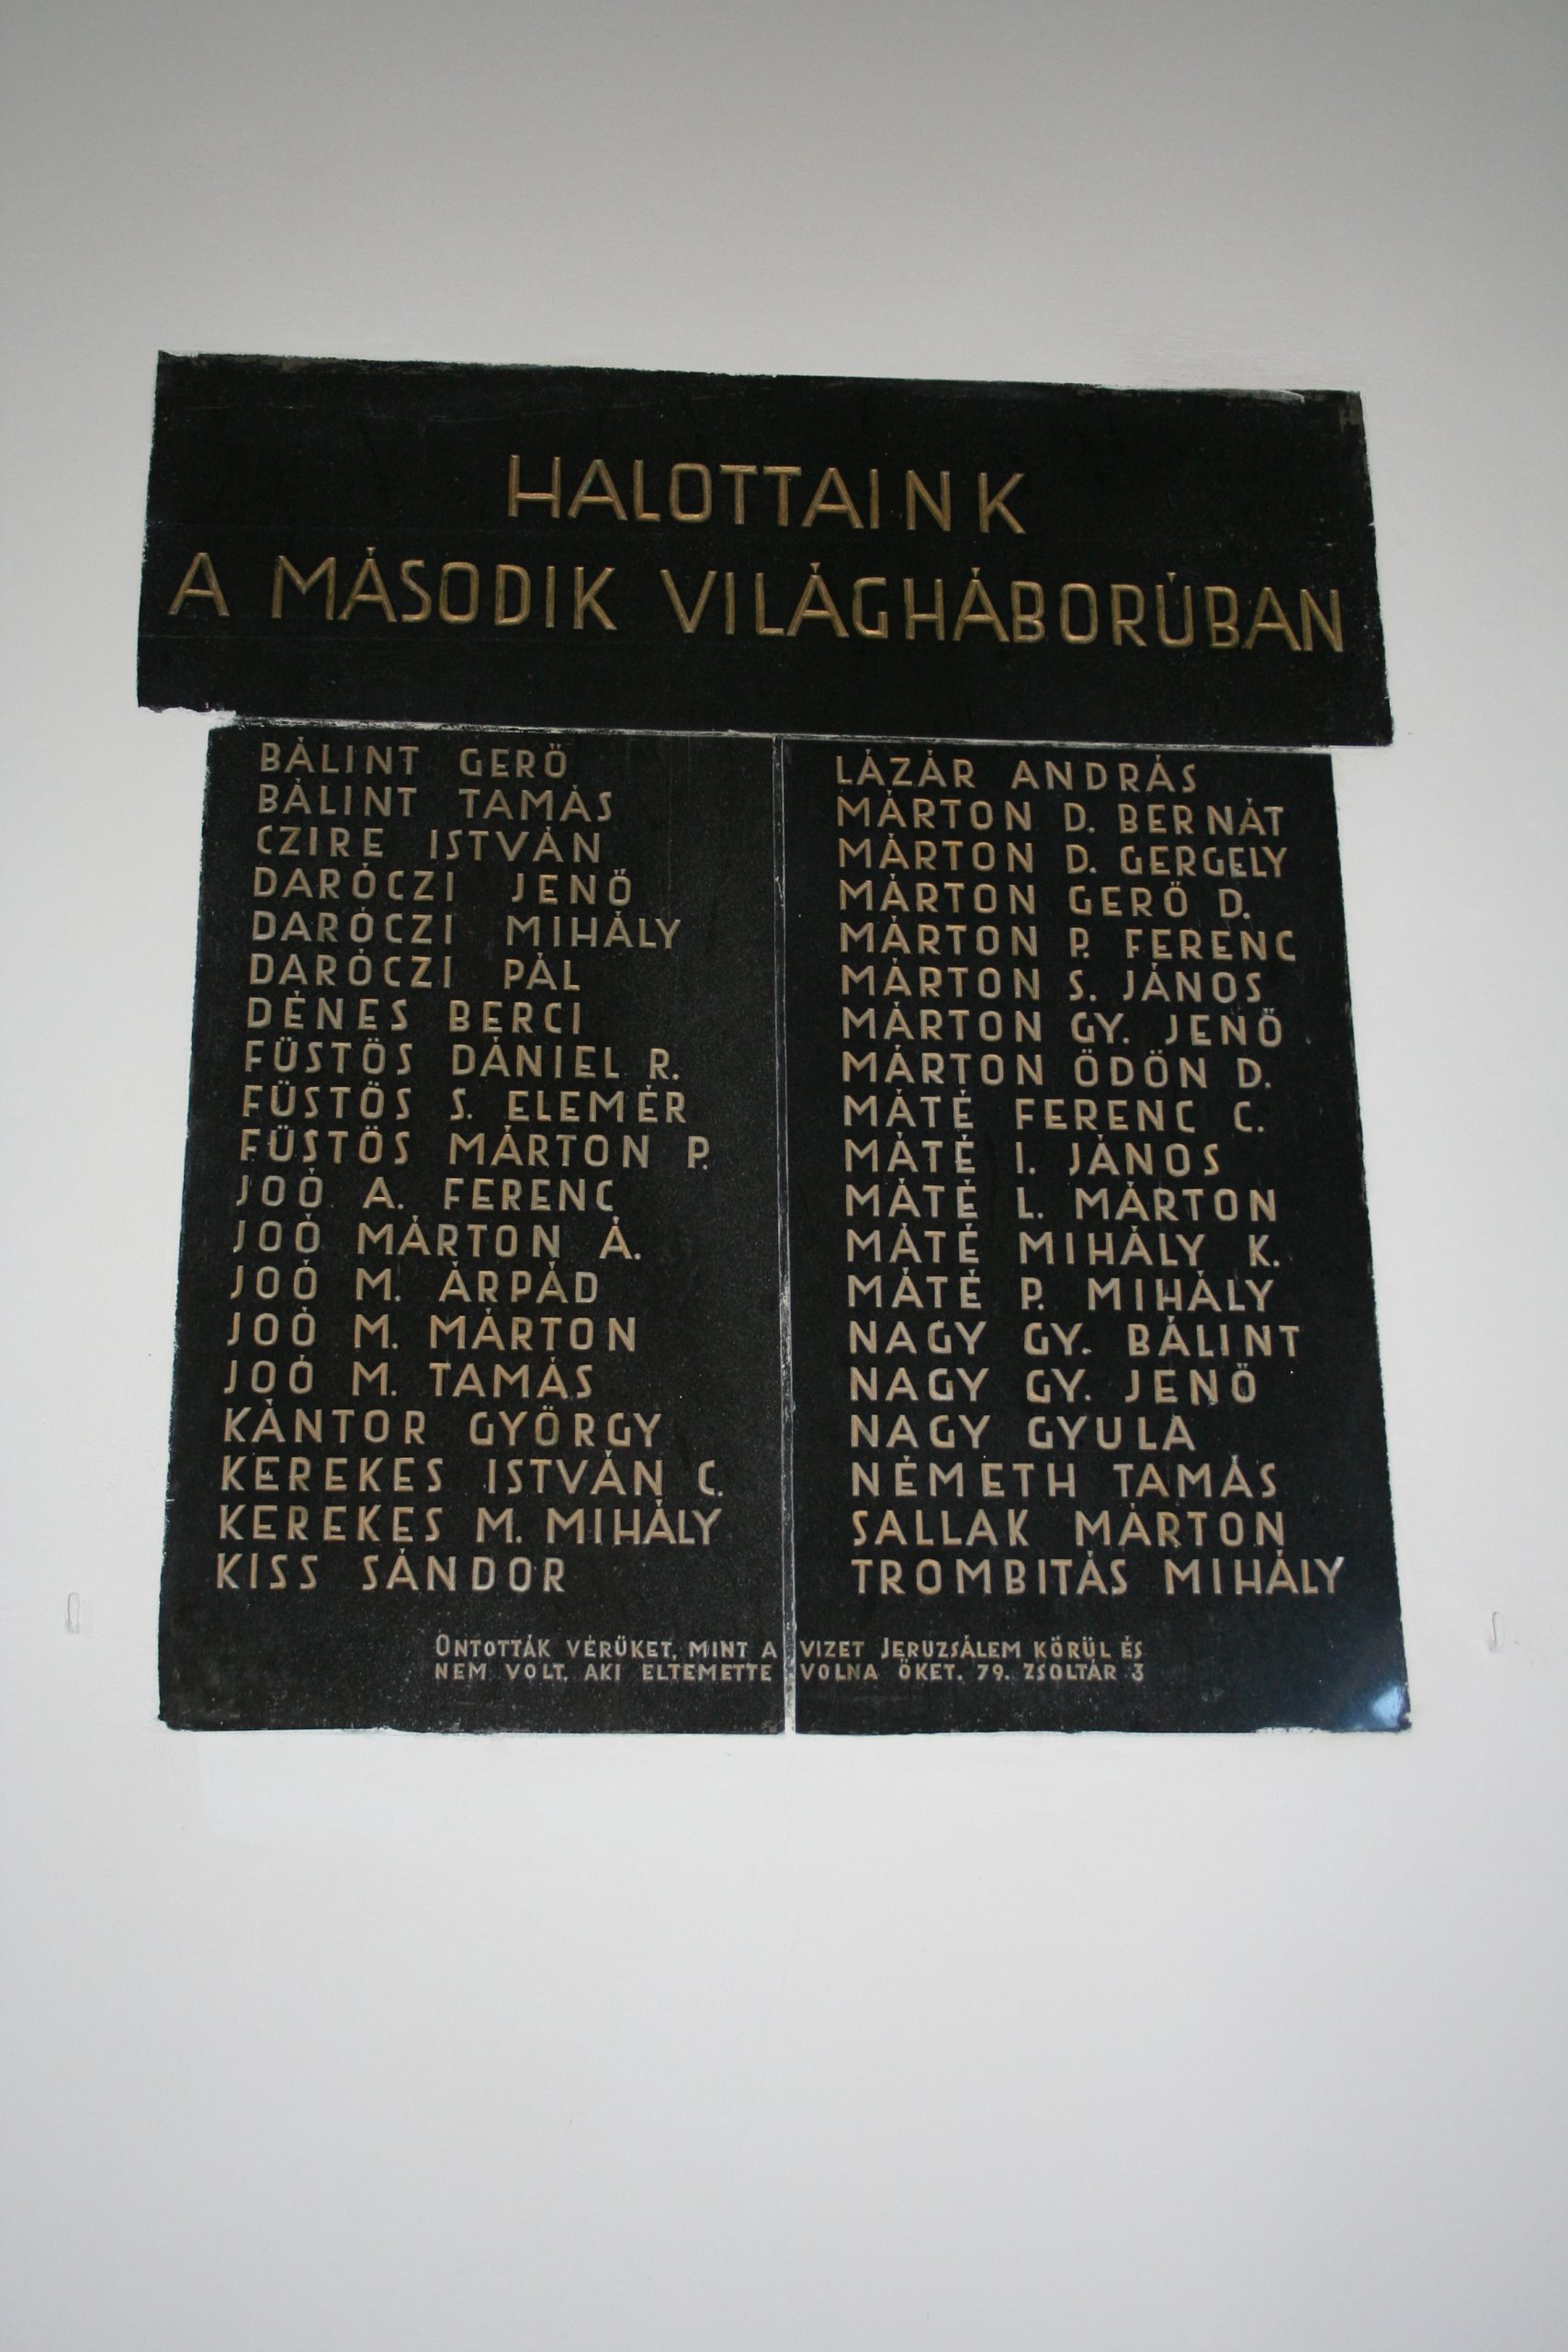 HALOTTAINK
A MÁSODIK VILÁGHÁBORÚBAN
BÁLINT GERŐ
BÁLINT TAMÁS
CZIRE ISTVÁN
DARÓCZI JENŐ
DARÓCZI MIHÁLY
DARÓCZI PÁL
DÉNES BERCI
FÜSTÖS DÁNIEL R.
FÜSTÖS S. ELEMÉR
FÜSTÖS MÁRTON P.
JOÓ A. FERENC
JOÓ MÁRTON Á.
JOÓ M. ÁRPÁD
JOÓ M. MÁRTON
JOÓ M. TAMÁS
KÁNTOR GYÖRGY
KEREKES ISTVÁN C.
KEREKES M. MIHÁLY
KISS SÁNDOR
LÁZÁR ANDRÁS
MÁRTON D. BERNÁT
MÁRTON D. GERGELY
MÁRTON GERŐ D.
MÁRTON P. FERENC
MÁRTON S. JÁNOS
MÁRTON GY. JENŐ
MÁRTON ÖDÖN D.
MÁTÉ FERENC C.
MÁTÉ I. JÁNOS
MÁTÉ L. MÁRTON
MÁTÉ MIHÁLY K.
MÁTÉ P. MIHÁLY
NAGY GY. BÁLINT
NAGY GY. JENŐ
NAGY GYULA
NÉMETH TAMÁS
SALLAK MÁRTON
TROMBITÁS MIHÁLY
ONTOTTÁK VÉRÜKET, MINT A VIZET JERUZSÁLEM KÖRÜL ÉS
NEM VOLT, AKI ELTEMETTE VOLNA ŐKET. 79. ZSOLTÁR 3